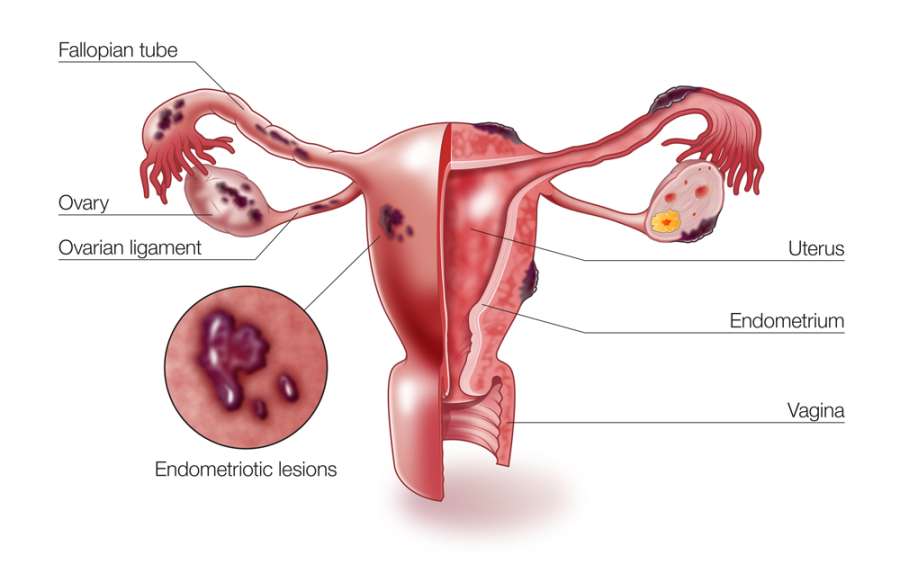 Fallopian tube
Ovary
Ovarian ligament
Uterus
Endometrium
Vagina
Endometriotic lesions